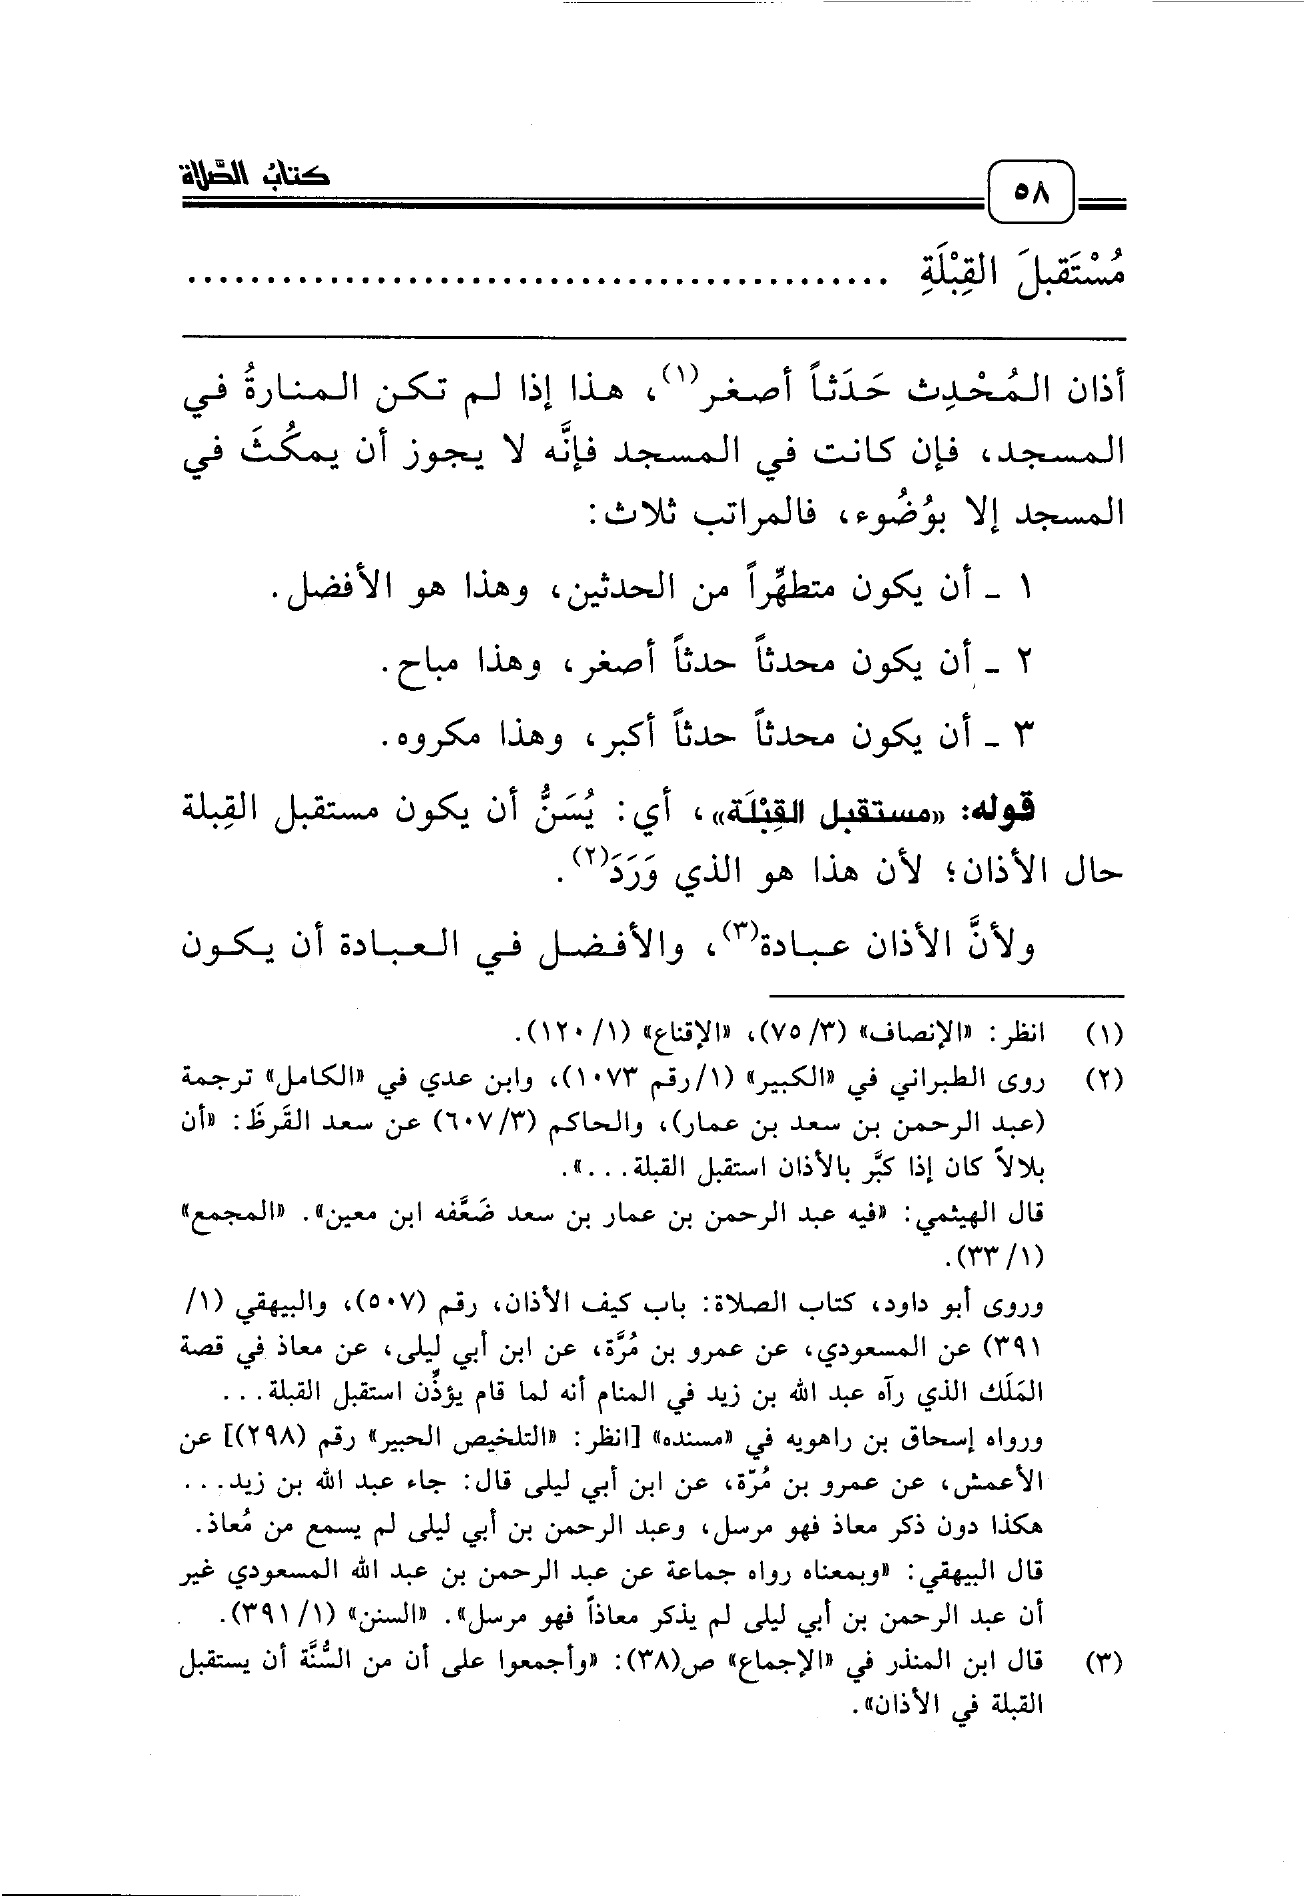 ٥٨
كتابُ الصَّلاة
مُسْتَقبلَ القِبْلَةِ ..............................................
أذان المُحْدِث حَدَثاً أصغر(١)، هذا إذا لم تكن المنارةُ في
المسجد، فإن كانت في المسجد فإنَّه لا يجوز أن يمكُثَ في
المسجد إلا بوُضُوء، فالمراتب ثلاث:
١ ـ أن يكون متطهِّراً من الحدثين، وهذا هو الأفضل.
٢ ـ أن يكون محدثاً حدثاً أصغر، وهذا مباح.
٣ ـ أن يكون محدثاً حدثاً أكبر، وهذا مكروه.
قوله: «مستقبل القِبْلَة»، أي: يُسَنُّ أن يكون مستقبل القِبلة
حال الأذان؛ لأن هذا هو الذي وَرَدَ(٢).
ولأنَّ الأذان عبادة(٣)، والأفضل في العبادة أن يكون
(١) انظر: «الإنصاف» (٣/ ٧٥)، «الإقناع» (١/ ١٢٠).
(٢) روى الطبراني في «الكبير» (١/ رقم ١٠٧٣)، وابن عدي في «الكامل» ترجمة
(عبد الرحمن بن سعد بن عمار)، والحاكم (٣/ ٦٠٧) عن سعد القَرظَ: «أن
بلالاً كان إذا كبَّر بالأذان استقبل القبلة...».
قال الهيثمي: «فيه عبد الرحمن بن عمار بن سعد ضَعَّفه ابن معين». «المجمع»
(١/ ٣٣).
وروى أبو داود، كتاب الصلاة: باب كيف الأذان، رقم (٥٠٧)، والبيهقي (١/
٣٩١) عن المسعودي، عن عمرو بن مُرَّة، عن ابن أبي ليلى، عن معاذ في قصة
المَلَك الذي رآه عبد الله بن زيد في المنام أنه لما قام يؤذِّن استقبل القبلة...
ورواه إسحاق بن راهويه في «مسنده» [انظر: «التلخيص الحبير» رقم (٢٩٨)] عن
الأعمش، عن عمرو بن مُرّة، عن ابن أبي ليلى قال: جاء عبد الله بن زيد...
هكذا دون ذكر معاذ فهو مرسل، وعبد الرحمن بن أبي ليلى لم يسمع من مُعاذ.
قال البيهقي: «وبمعناه رواه جماعة عن عبد الرحمن بن عبد الله المسعودي غير
أن عبد الرحمن بن أبي ليلى لم يذكر معاذاً فهو مرسل». «السنن» (١/ ٣٩١).
(٣) قال ابن المنذر في «الإجماع» ص(٣٨): «وأجمعوا على أن من السُّنَّة أن يستقبل
القبلة في الأذان».